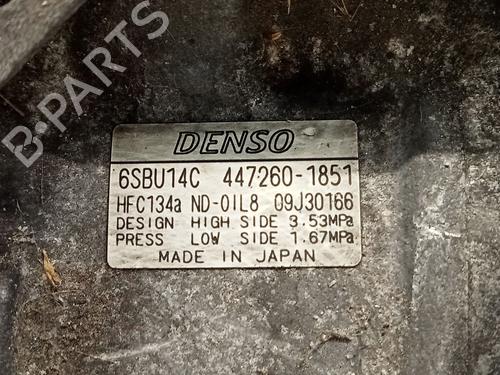 B-PARTS
DENSO
6SBU14C 447260-1851
HFC134a ND-OIL8 09J30166
DESIGN HIGH SIDE 3.53MPa
PRESS LOW SIDE 1.67MPa
MADE IN JAPAN